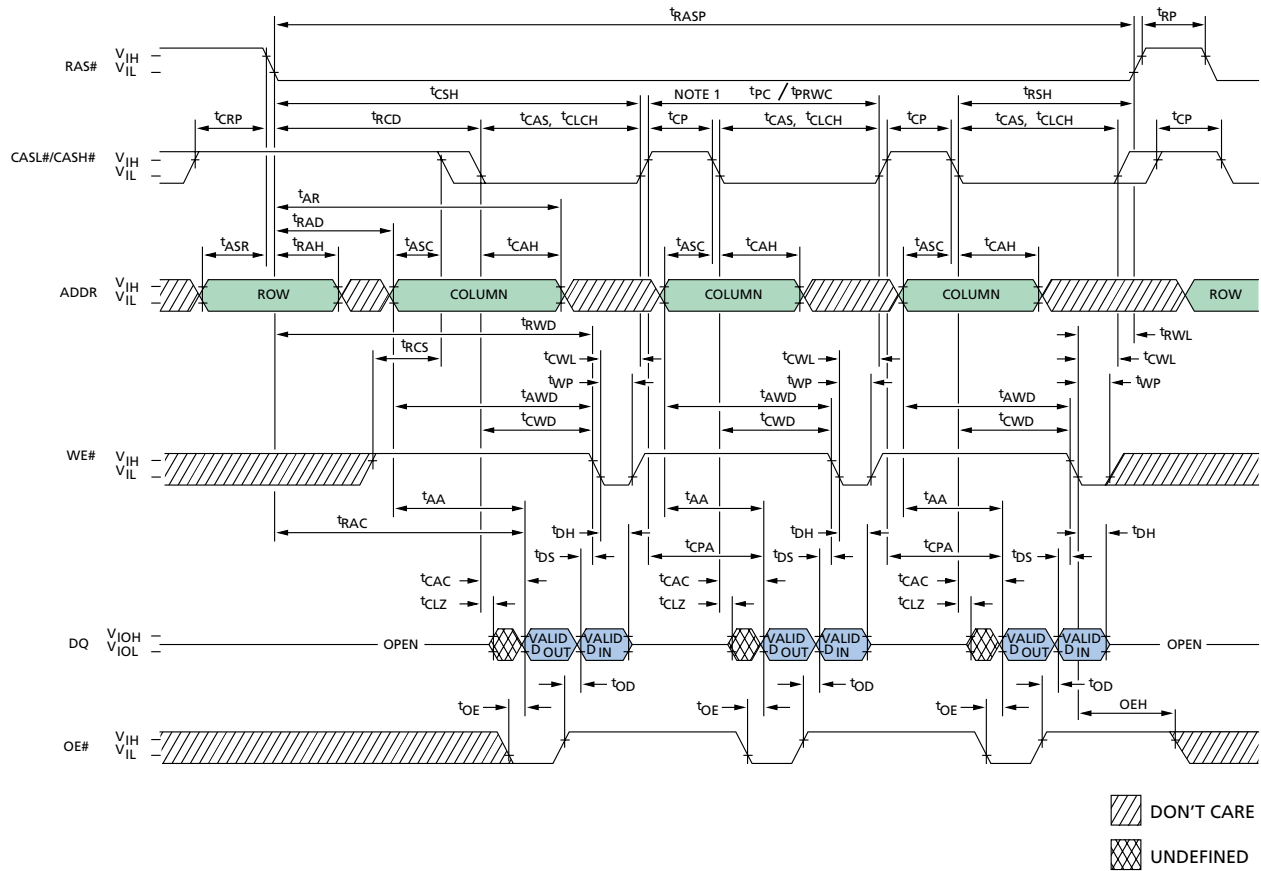 tRASP tRP
RAS# VIH
VIL
tCSH NOTE 1 tPC / tPRWC tRSH
tCRP tRCD tCAS, tCLCH tCP tCAS, tCLCH tCP tCAS, tCLCH tCP
CASL#/CASH# VIH
VIL
tAR
tRAD
tASR tRAH tASC tCAH tASC tCAH tASC tCAH
ADDR VIH
VIL
ROW COLUMN COLUMN COLUMN ROW
tRWD tRWL
tRCS tCWL tCWL tCWL
tWP tWP tWP
tAWD tAWD tAWD
tCWD tCWD tCWD
WE# VIH
VIL
tAA tAA tAA
tRAC tDH tDH tDH
tDS tCPA tDS tCPA tDS
tCAC tCAC tCAC
tCLZ tCLZ tCLZ
DQ VIOH
VIOL
OPEN VALID DOUT VALID DIN VALID DOUT VALID DIN VALID DOUT VALID DIN OPEN
tOD tOD tOD
tOE tOE tOE OEH
OE# VIH
VIL
DON'T CARE
UNDEFINED